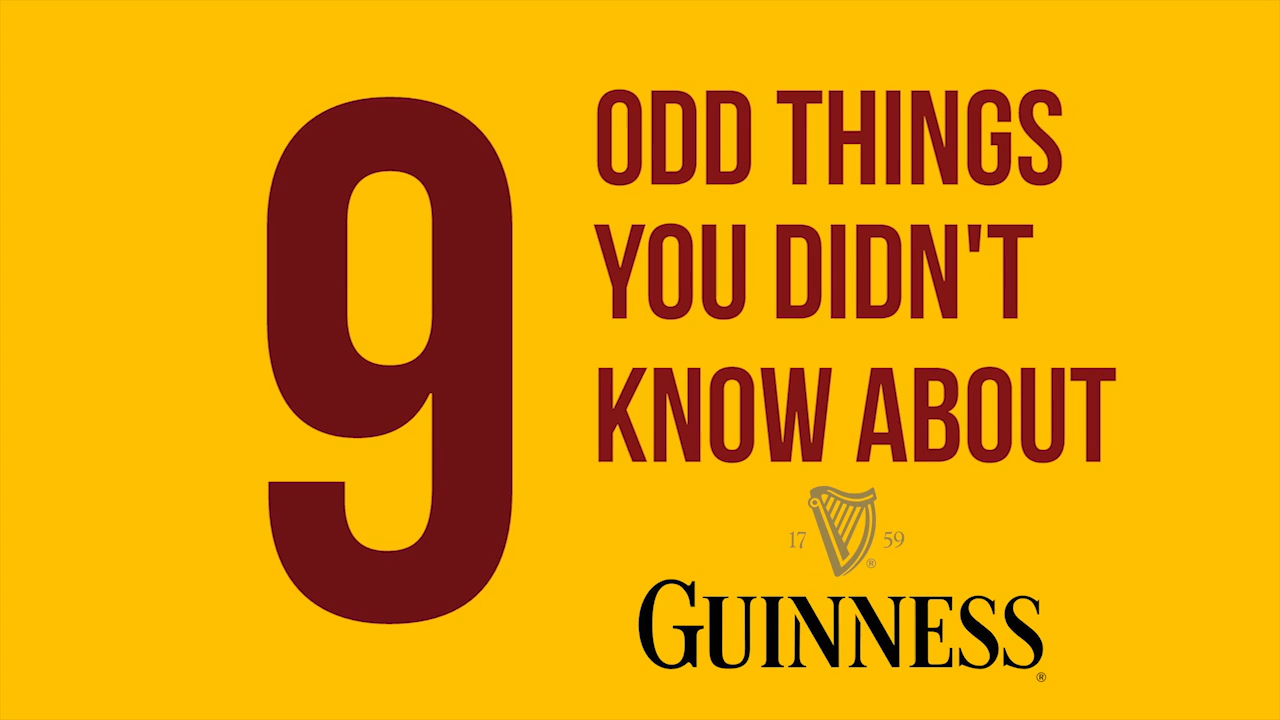 9
ODD THINGS
YOU DIDN'T
KNOW ABOUT
17 59
®
GUINNESS
®